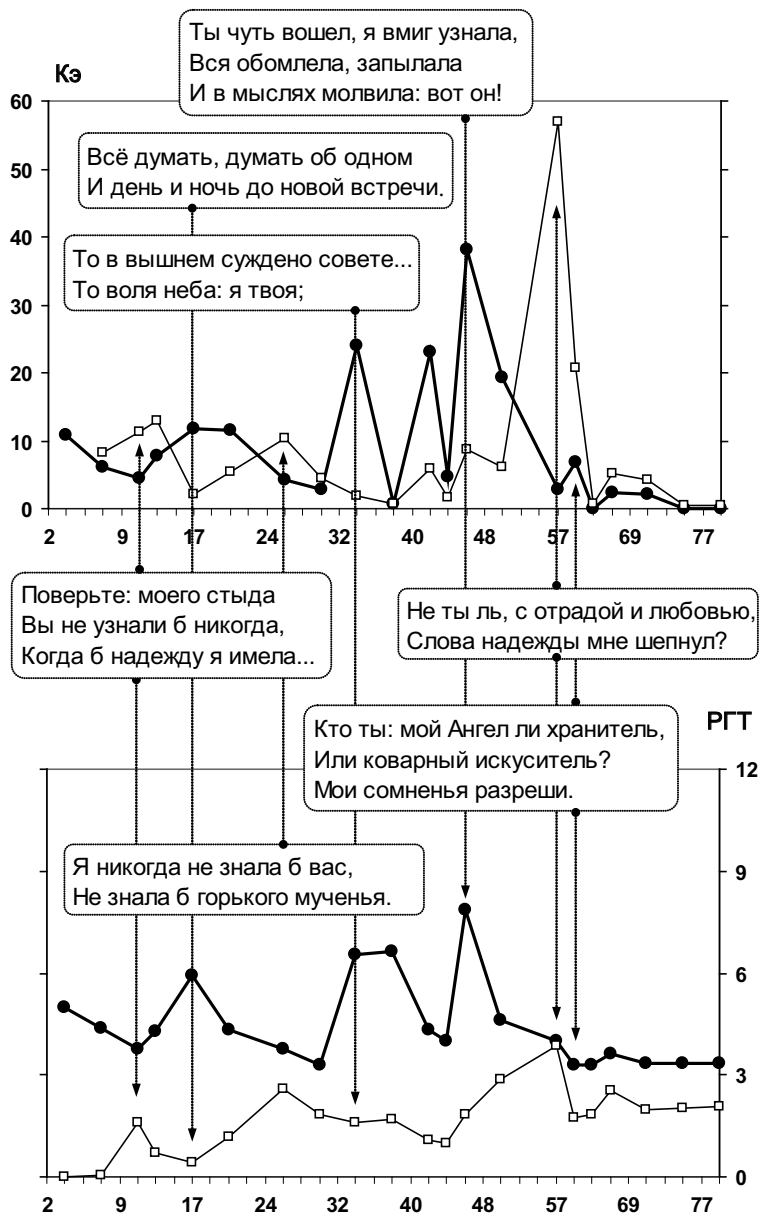 Ты чуть вошел, я вмиг узнала,
Вся обомлела, запылала
И в мыслях молвила: вот он!
Кэ
60
50
40
30
20
10
0
Всё думать, думать об одном
И день и ночь до новой встречи.
То в вышнем суждено совете...
То воля неба: я твоя;
2 9 17 24 32 40 48 57 69 77
Поверьте: моего стыда
Вы не узнали б никогда,
Когда б надежду я имела...
Не ты ль, с отрадой и любовью,
Слова надежды мне шепнул?
РГТ
Кто ты: мой Ангел ли хранитель,
Или коварный искуситель?
Мои сомненья разреши.
12
9
6
3
0
Я никогда не знала б вас,
Не знала б горького мученья.
2 9 17 24 32 40 48 57 69 77